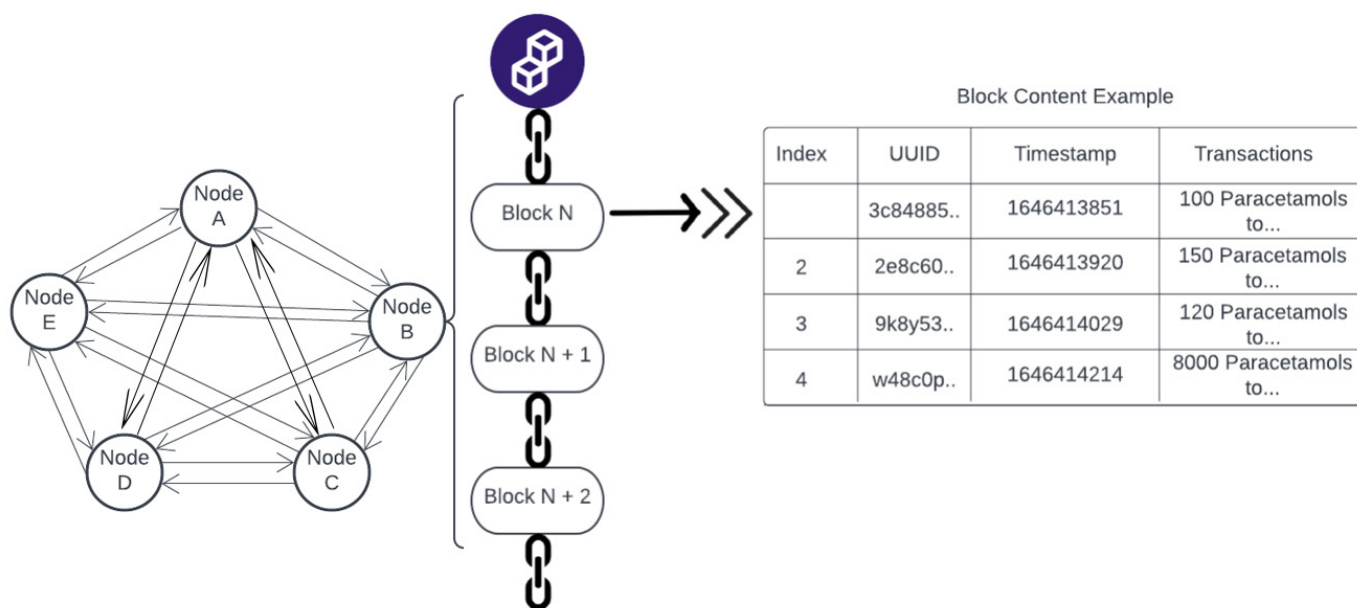 Node
A
Node
E
Node
B
Node
D
Node
C
Block N
Block N + 1
Block N + 2
Block Content Example
Index UUID Timestamp Transactions
3c84885.. 1646413851 100 Paracetamols
to...
2 2e8c60.. 1646413920 150 Paracetamols
to...
3 9k8y53.. 1646414029 120 Paracetamols
to...
4 w48c0p.. 1646414214 8000 Paracetamols
to...